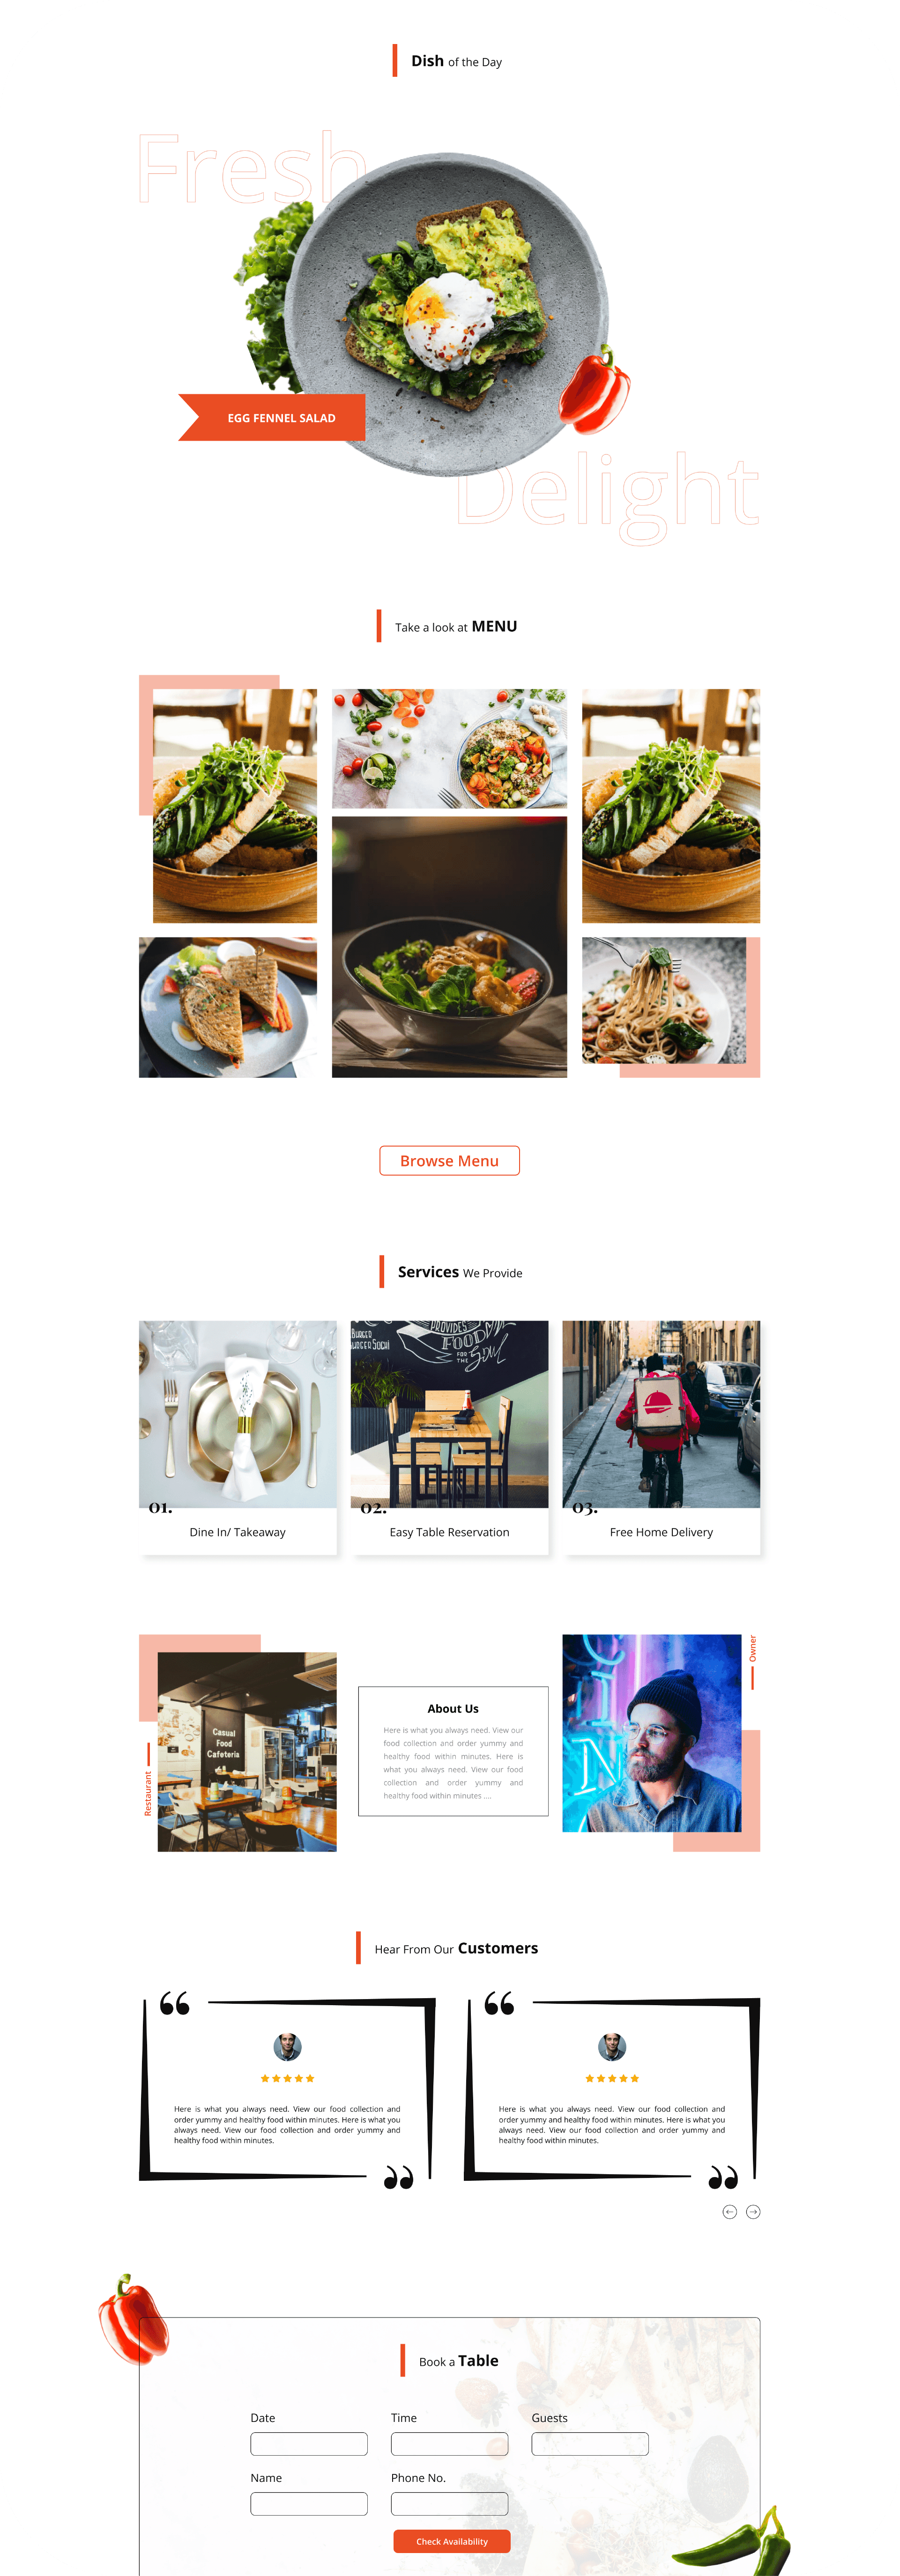 Dish of the Day
Fresh
EGG FENNEL SALAD
Delight
Take a look at MENU
Browse Menu
Services We Provide
PROVIDES
FOOD
FOR
THE Soul
BURGER
01.
Dine In/ Takeaway
02.
Easy Table Reservation
03.
Free Home Delivery
Restaurant
Casual
Food
Cafeteria
About Us
Here is what you always need. View our
food collection and order yummy and
healthy food within minutes. Here is
what you always need. View our food
collection and order yummy and
healthy food within minutes ....
Owner
Hear From Our Customers
“
Here is what you always need. View our food collection and
order yummy and healthy food within minutes. Here is what you
always need. View our food collection and order yummy and
healthy food within minutes.
”
“
Here is what you always need. View our food collection and
order yummy and healthy food within minutes. Here is what you
always need. View our food collection and order yummy and
healthy food within minutes.
”
Book a Table
Date
Time
Guests
Name
Phone No.
Check Availability